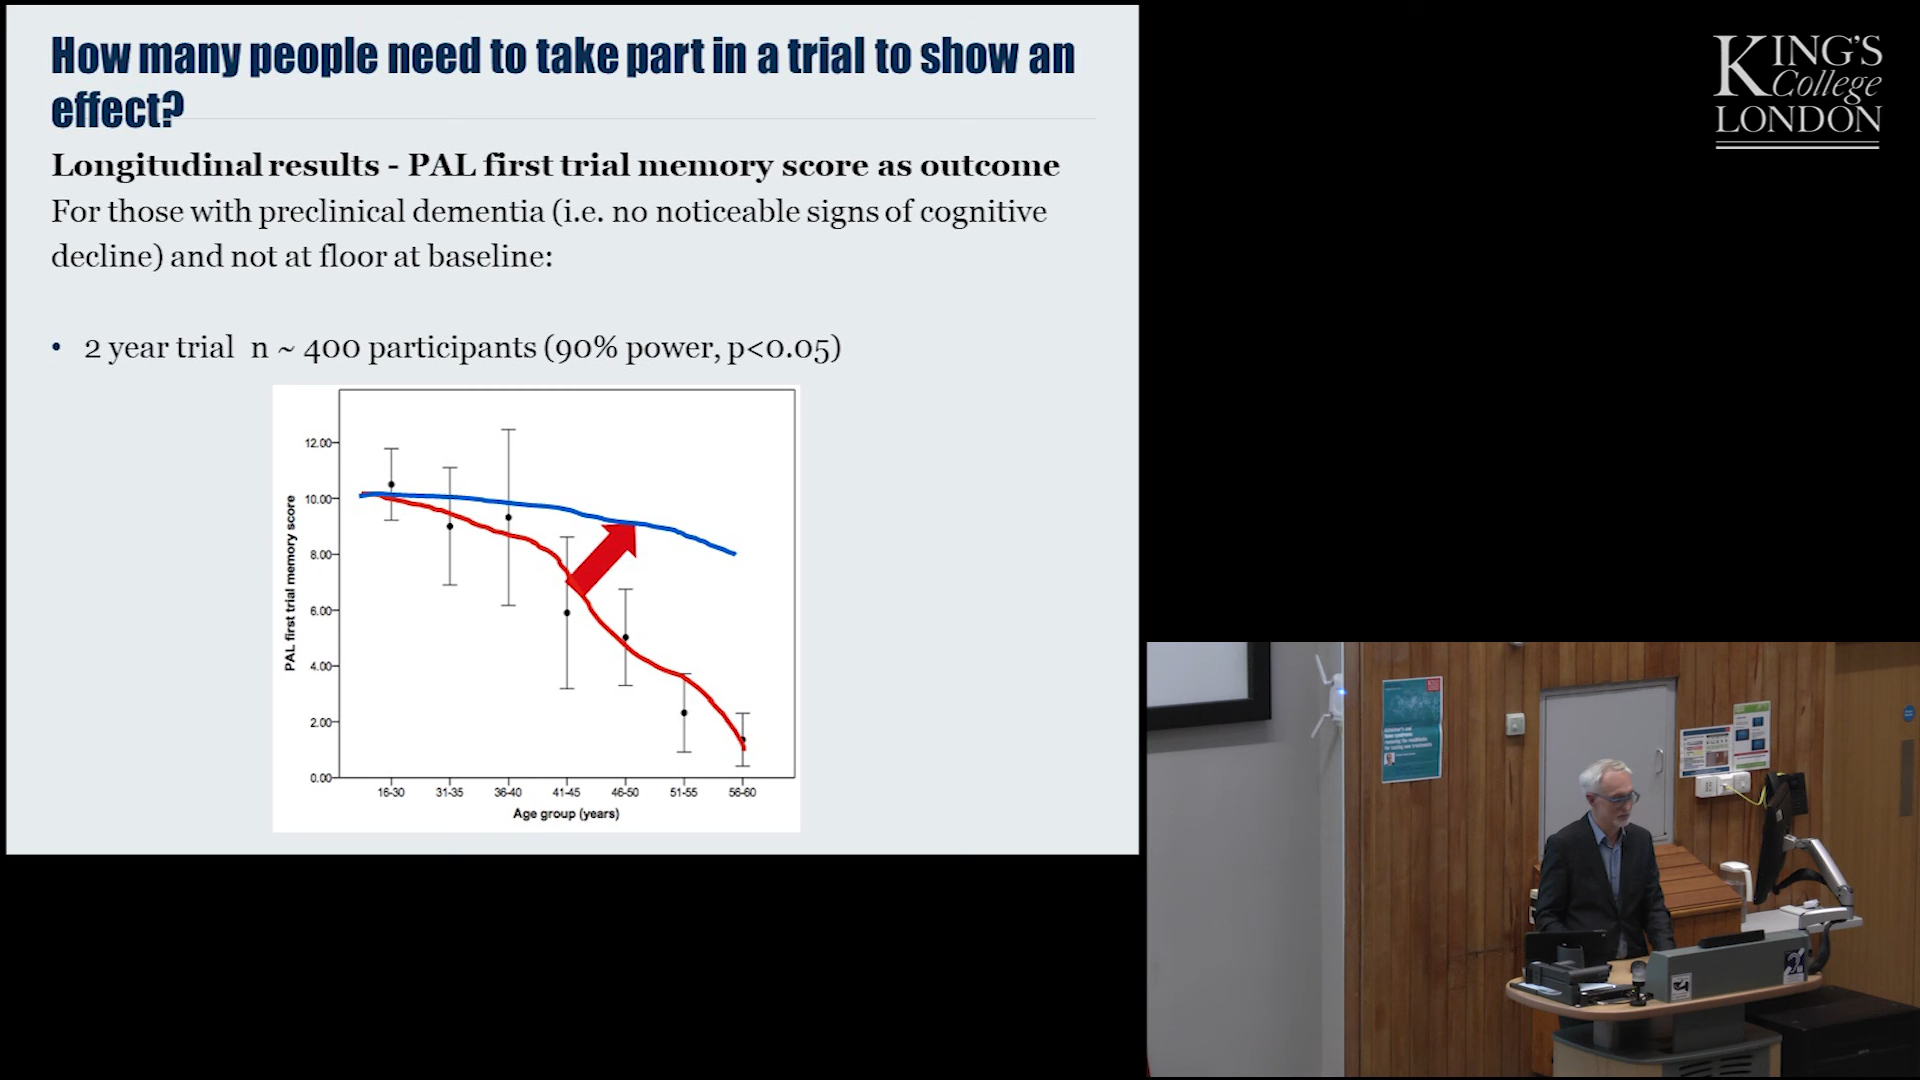 How many people need to take part in a trial to show an
effect?
Longitudinal results - PAL first trial memory score as outcome
For those with preclinical dementia (i.e. no noticeable signs of cognitive
decline) and not at floor at baseline:
• 2 year trial n ~ 400 participants (90% power, p<0.05)
12.00
10.00
8.00
6.00
4.00
2.00
0.00
PAL first trial memory score
16-30 31-35 36-40 41-45 46-50 51-55 56-60
Age group (years)
KING'S
College
LONDON
Alzheimer's and
Down syndrome: